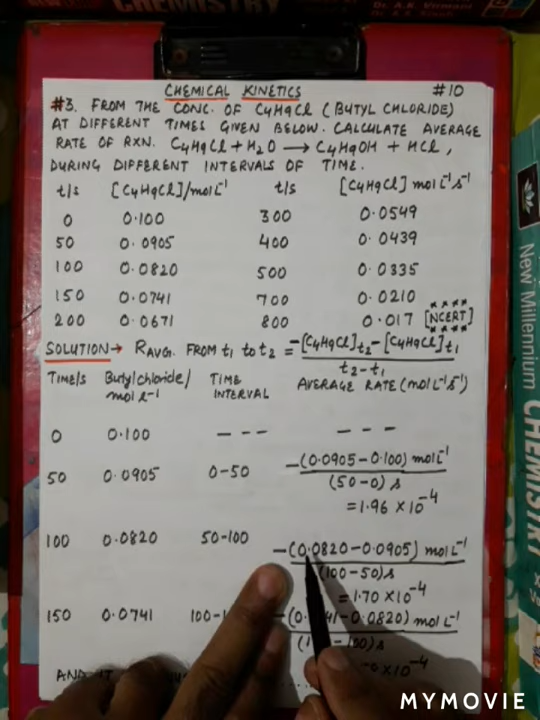 CHEMISTRY
Dr. A.K. Virmani
CHEMICAL KINETICS #10
#3. FROM THE CONC. OF C4H9Cl (BUTYL CHLORIDE)
AT DIFFERENT TIMES GIVEN BELOW. CALCULATE AVERAGE
RATE OF RXN. C4H9Cl + H2O → C4H9OH + HCl,
DURING DIFFERENT INTERVALS OF TIME.
t/s [C4H9Cl]/mol L⁻¹ t/s [C4H9Cl] mol L⁻¹ s⁻¹
0 0.100 300 0.0549
50 0.0905 400 0.0439
100 0.0820 500 0.0335
150 0.0741 700 0.0210
200 0.0671 800 0.017 [NCERT]
SOLUTION → RAVG. FROM t1 to t2 = -[C4H9Cl]t2 - [C4H9Cl]t1
t2 - t1
TIME/s Butylchloride/ TIME AVERAGE RATE (mol L⁻¹ s⁻¹)
mol L⁻¹ INTERVAL
0 0.100 --- ---
50 0.0905 0-50 -(0.0905-0.100) mol L⁻¹
(50-0) s
= 1.96 × 10⁻⁴
100 0.0820 50-100 -(0.0820-0.0905) mol L⁻¹
(100-50) s
= 1.70 × 10⁻⁴
150 0.0741 -0.0820) mol L⁻¹
× 10⁻⁴
AND IT
New Millennium
MYMOVIE